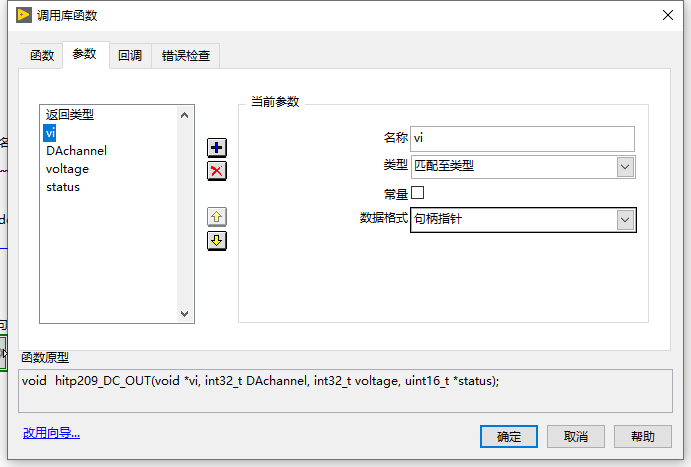 调用库函数
函数 参数 回调 错误检查
返回类型
vi
DAchannel
voltage
status
当前参数
名称 vi
类型 匹配至类型
常量
数据格式 句柄指针
函数原型
void hitp209_DC_OUT(void *vi, int32_t DAchannel, int32_t voltage, uint16_t *status);
改用向导...
确定 取消 帮助